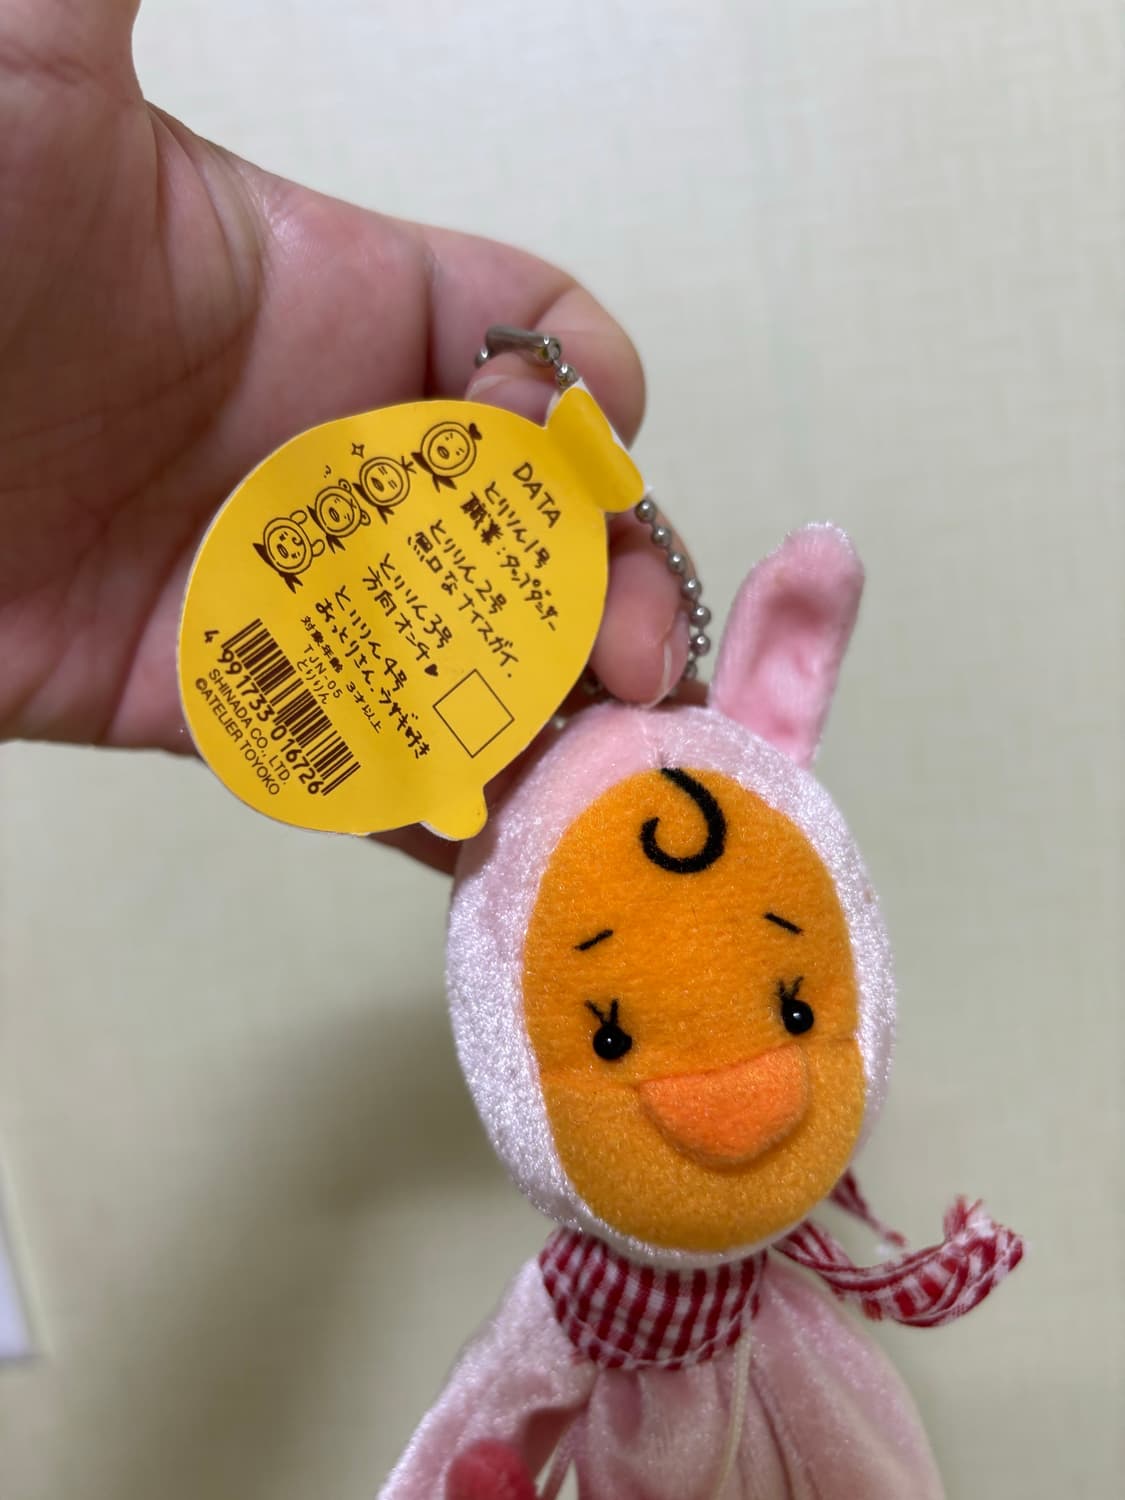 DATA
とりりん1号
職業:タップダンサー
とりりん2号
無口なナイスガイ.
とりりん3号
方向オンチ♥
とりりん4号
おっとりさん.ウサギ好き
対象年齢 3才以上
TJN-05
とりりん
4 991733 016726
SHINADA CO., LTD.
©ATELIER TOYOKO